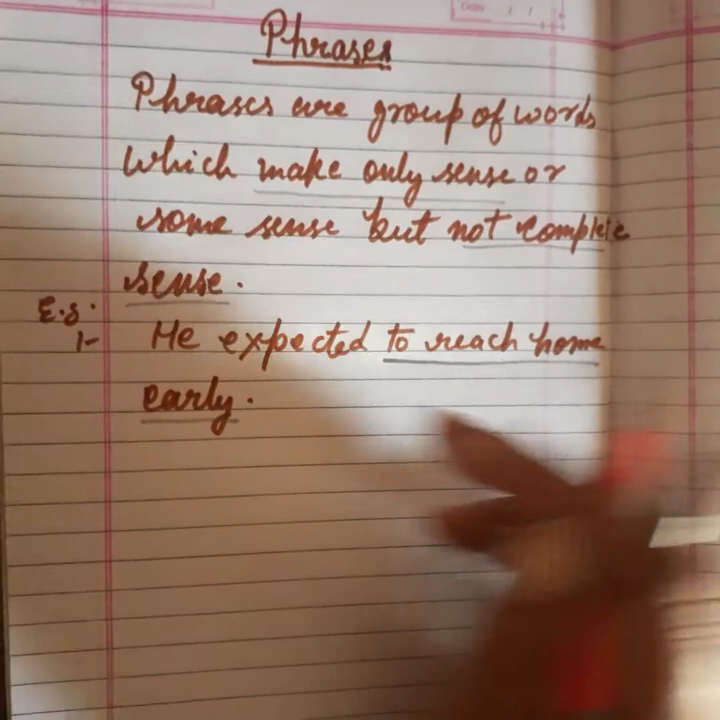 Date / /
Phrases
Phrases are group of words
which make only sense or
some sense but not complete
sense.
E.g.
1- He expected to reach home
early.